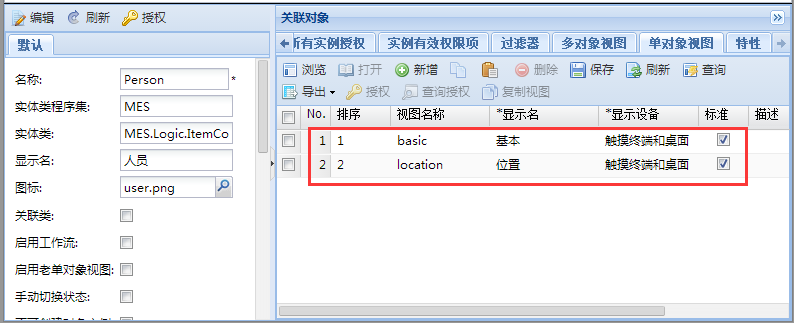 编辑 刷新 授权
默认
名称: Person *
实体类程序集: MES
实体类: MES.Logic.ItemCo
显示名: 人员
图标: user.png
关联类:
启用工作流:
启用老单对象视图:
手动切换状态:
关联对象
所有实例授权 实例有效权限项 过滤器 多对象视图 单对象视图 特性
浏览 打开 新增 删除 保存 刷新 查询
导出 授权 查询授权 复制视图
No. 排序 视图名称 *显示名 *显示设备 标准 描述
1 1 basic 基本 触摸终端和桌面
2 2 location 位置 触摸终端和桌面